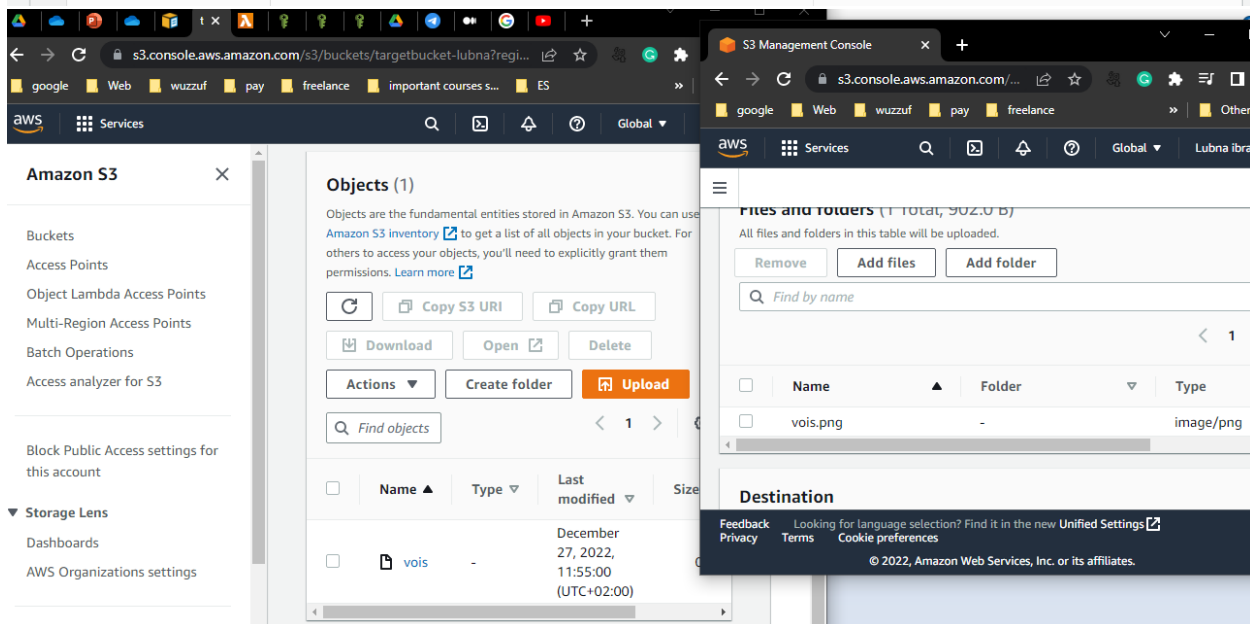 t
s3.console.aws.amazon.com/s3/buckets/targetbucket-lubna?regi...
google Web wuzzuf pay freelance important courses s... ES »
aws Services Global ▼
Amazon S3
Buckets
Access Points
Object Lambda Access Points
Multi-Region Access Points
Batch Operations
Access analyzer for S3
Block Public Access settings for
this account
▼ Storage Lens
Dashboards
AWS Organizations settings
Objects (1)
Objects are the fundamental entities stored in Amazon S3. You can use
Amazon S3 inventory to get a list of all objects in your bucket. For
others to access your objects, you'll need to explicitly grant them
permissions. Learn more
Copy S3 URI Copy URL
Download Open Delete
Actions ▼ Create folder Upload
Find objects 1
Name ▲ Type Last
modified Size
vois - December
27, 2022,
11:55:00
(UTC+02:00)
S3 Management Console
s3.console.aws.amazon.com/...
google Web wuzzuf pay freelance » Other
aws Services Global ▼ Lubna ibra
Files and folders (1 Total, 902.0 B)
All files and folders in this table will be uploaded.
Remove Add files Add folder
Find by name
1
Name ▲ Folder Type
vois.png - image/png
Destination
Feedback Looking for language selection? Find it in the new Unified Settings
Privacy Terms Cookie preferences
© 2022, Amazon Web Services, Inc. or its affiliates.